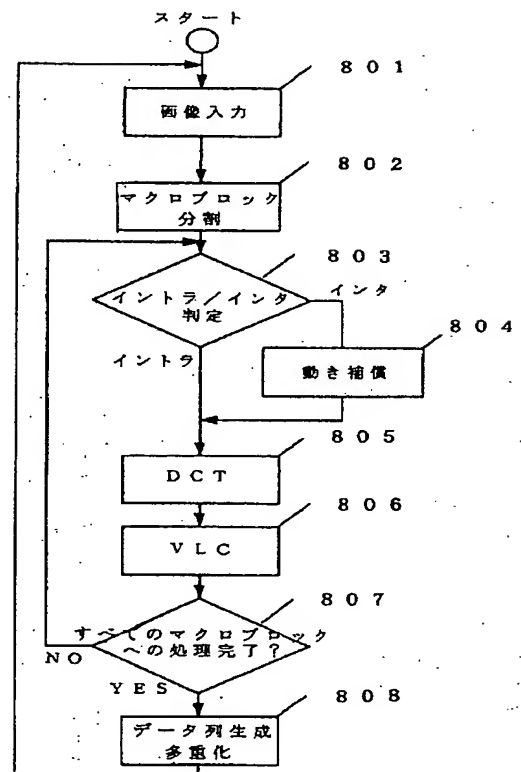 スタート
801
画像入力
802
マクロブロック
分割
803
イントラ/インタ
判定
インタ
イントラ
804
動き補償
805
DCT
806
VLC
807
すべてのマクロブロック
への処理完了?
NO
YES
808
データ列生成
多重化